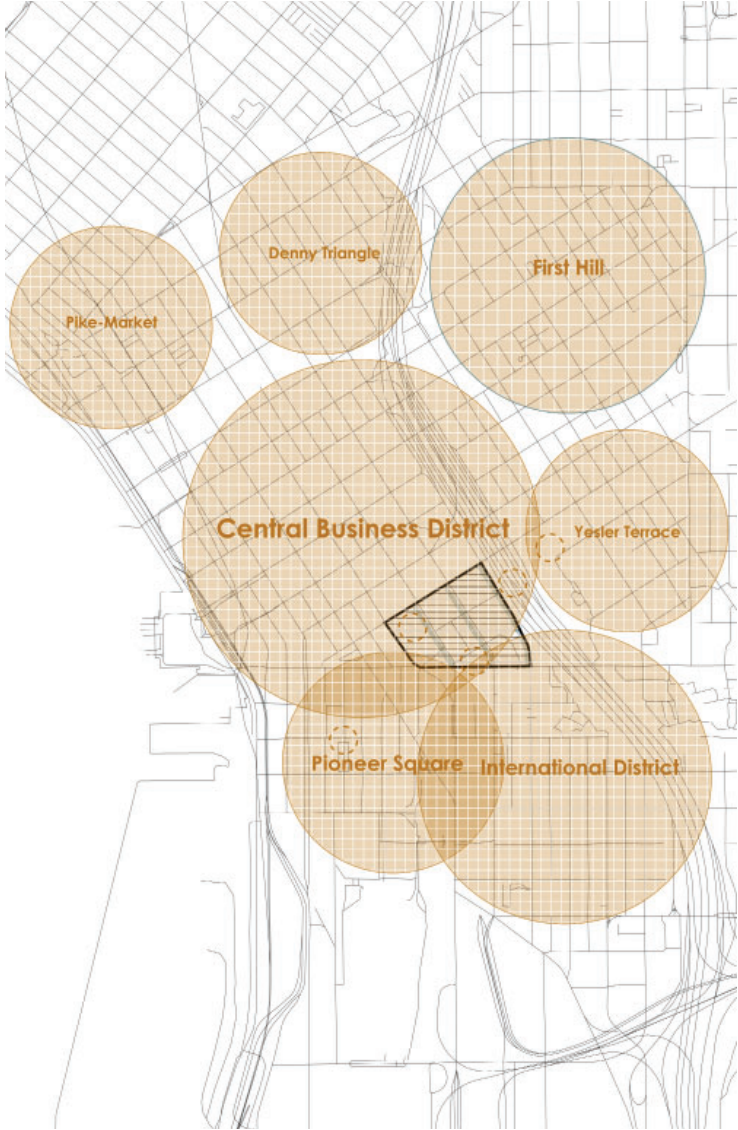 Denny Triangle
First Hill
Pike-Market
Central Business District
Yesler Terrace
Pioneer Square
International District